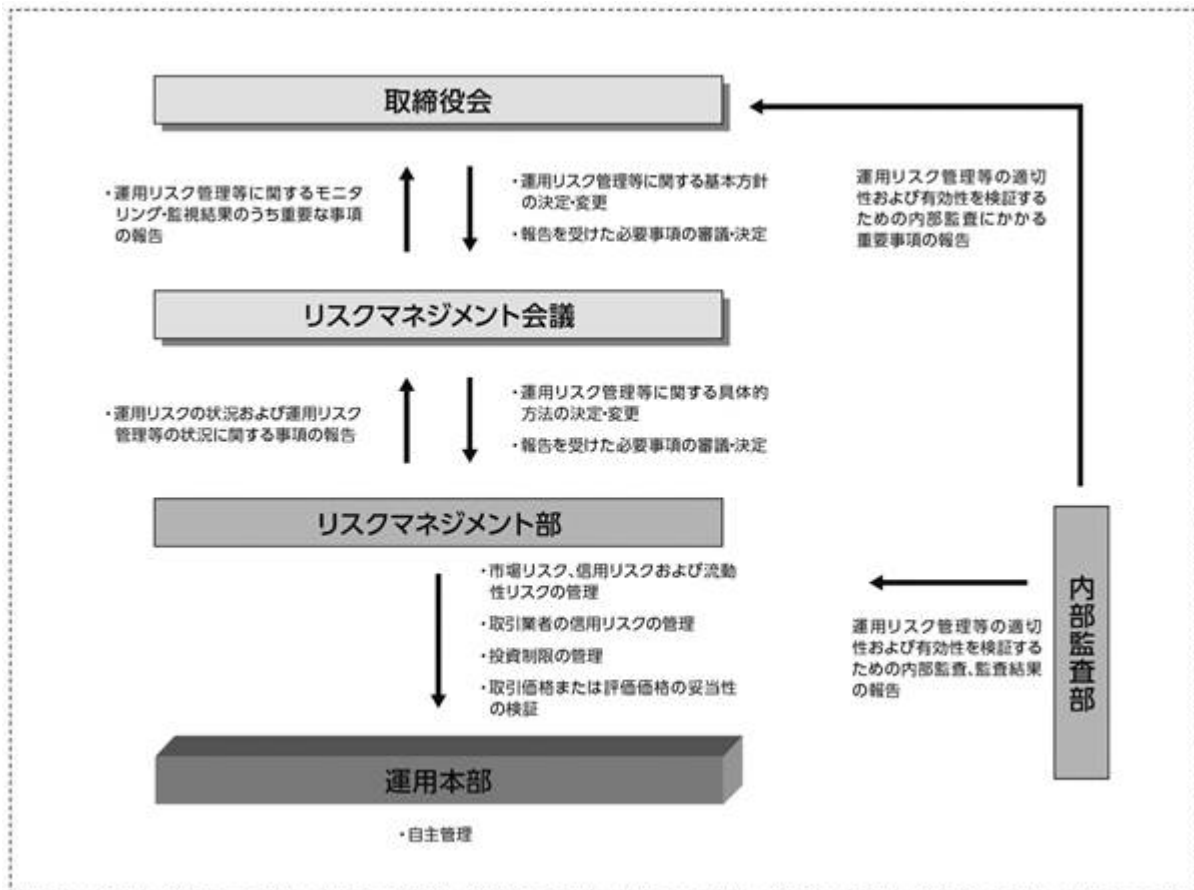 取締役会
・運用リスク管理等に関するモニタ
リング・監視結果のうち重要な事項
の報告
・運用リスク管理等に関する基本方針
の決定・変更
・報告を受けた必要事項の審議・決定
運用リスク管理等の適切
性および有効性を検証する
ための内部監査にかかる
重要事項の報告
リスクマネジメント会議
・運用リスクの状況および運用リスク
管理等の状況に関する事項の報告
・運用リスク管理等に関する具体的
方法の決定・変更
・報告を受けた必要事項の審議・決定
リスクマネジメント部
・市場リスク、信用リスクおよび流動
性リスクの管理
・取引業者の信用リスクの管理
・投資制限の管理
・取引価格または評価価格の妥当性
の検証
運用リスク管理等の適切
性および有効性を検証する
ための内部監査、監査結果
の報告
内部監査部
運用本部
・自主管理